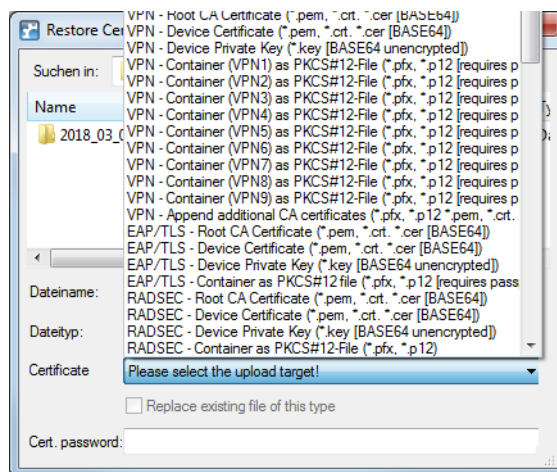 Restore Cer
VPN - Root CA Certificate (*.pem, *.crt. *.cer [BASE64])
VPN - Device Certificate (*.pem, *.crt. *.cer [BASE64])
VPN - Device Private Key (*.key [BASE64 unencrypted])
VPN - Container (VPN1) as PKCS#12-File (*.pfx, *.p12 [requires p
VPN - Container (VPN2) as PKCS#12-File (*.pfx, *.p12 [requires p
VPN - Container (VPN3) as PKCS#12-File (*.pfx, *.p12 [requires p
VPN - Container (VPN4) as PKCS#12-File (*.pfx, *.p12 [requires p
VPN - Container (VPN5) as PKCS#12-File (*.pfx, *.p12 [requires p
VPN - Container (VPN6) as PKCS#12-File (*.pfx, *.p12 [requires p
VPN - Container (VPN7) as PKCS#12-File (*.pfx, *.p12 [requires p
VPN - Container (VPN8) as PKCS#12-File (*.pfx, *.p12 [requires p
VPN - Container (VPN9) as PKCS#12-File (*.pfx, *.p12 [requires p
VPN - Append additional CA certificates (*.pfx, *.p12 *.pem, *.crt.
EAP/TLS - Root CA Certificate (*.pem, *.crt. *.cer [BASE64])
EAP/TLS - Device Certificate (*.pem, *.crt. *.cer [BASE64])
EAP/TLS - Device Private Key (*.key [BASE64 unencrypted])
EAP/TLS - Container as PKCS#12 file (*.pfx, *.p12 [requires pass
RADSEC - Root CA Certificate (*.pem, *.crt. *.cer [BASE64])
RADSEC - Device Certificate (*.pem, *.crt. *.cer [BASE64])
RADSEC - Device Private Key (*.key [BASE64 unencrypted])
RADSEC - Container as PKCS#12-File (*.pfx, *.p12)
Suchen in:
Name
2018_03_0
Dateiname:
Dateityp:
Certificate
Please select the upload target!
Replace existing file of this type
Cert. password: